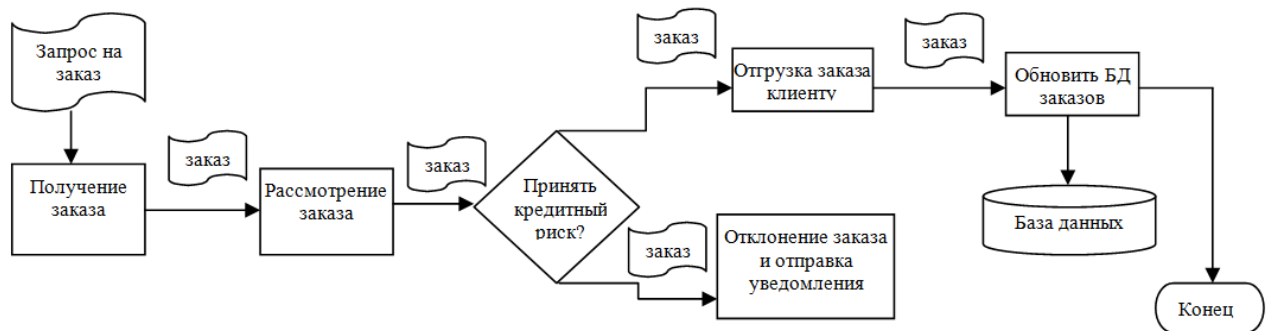 Запрос на
заказ
Получение
заказа
заказ
Рассмотрение
заказа
заказ
Принять
кредитный
риск?
заказ
Отгрузка заказа
клиенту
заказ
Обновить БД
заказов
База данных
Конец
заказ
Отклонение заказа
и отправка
уведомления